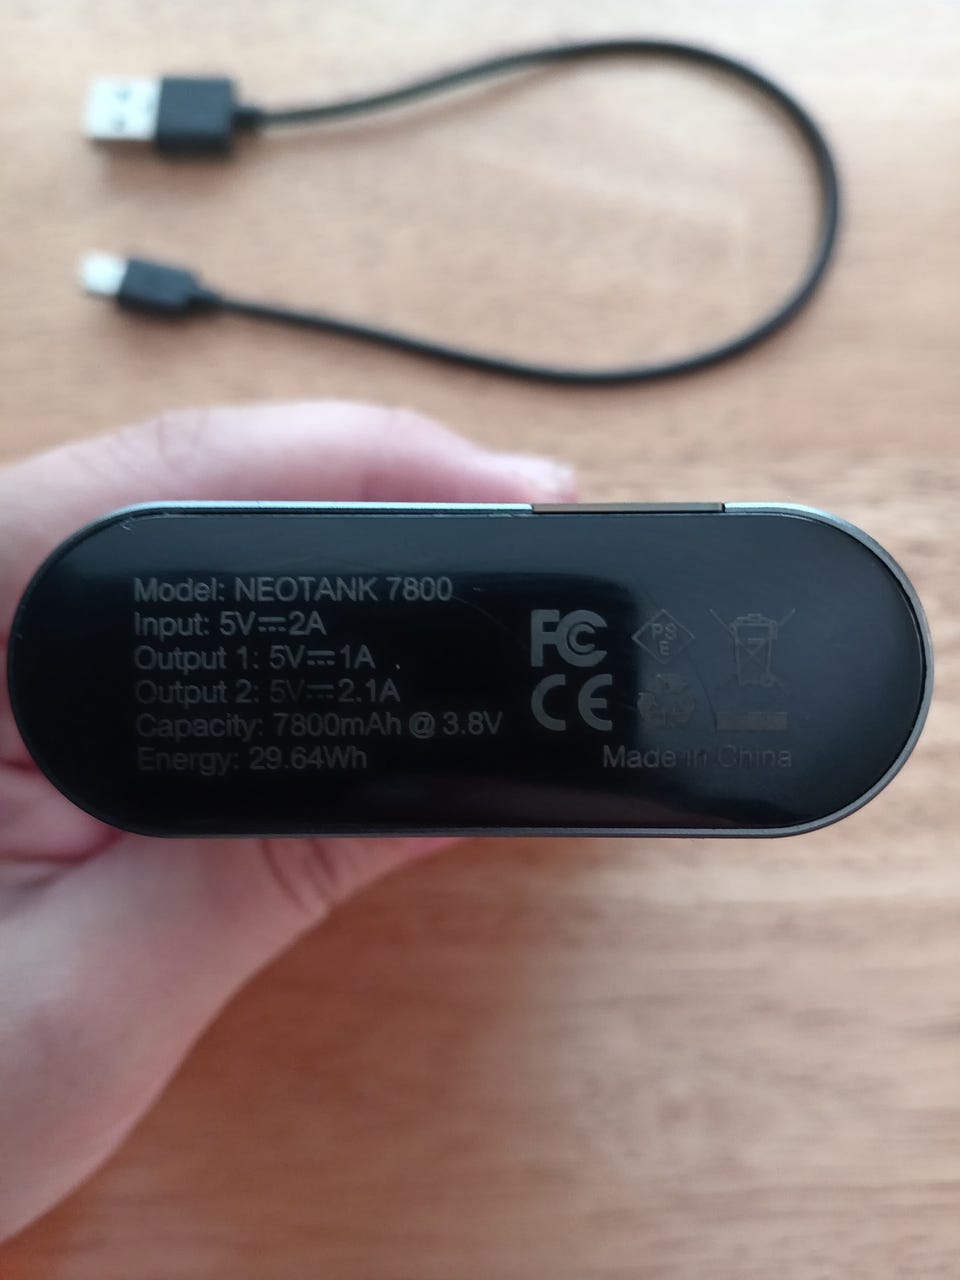 Model: NEOTANK 7800
Input: 5V⎓2A
Output 1: 5V⎓1A
Output 2: 5V⎓2.1A
Capacity: 7800mAh @ 3.8V
Energy: 29.64Wh
FC
PS
E
CE
Made in China